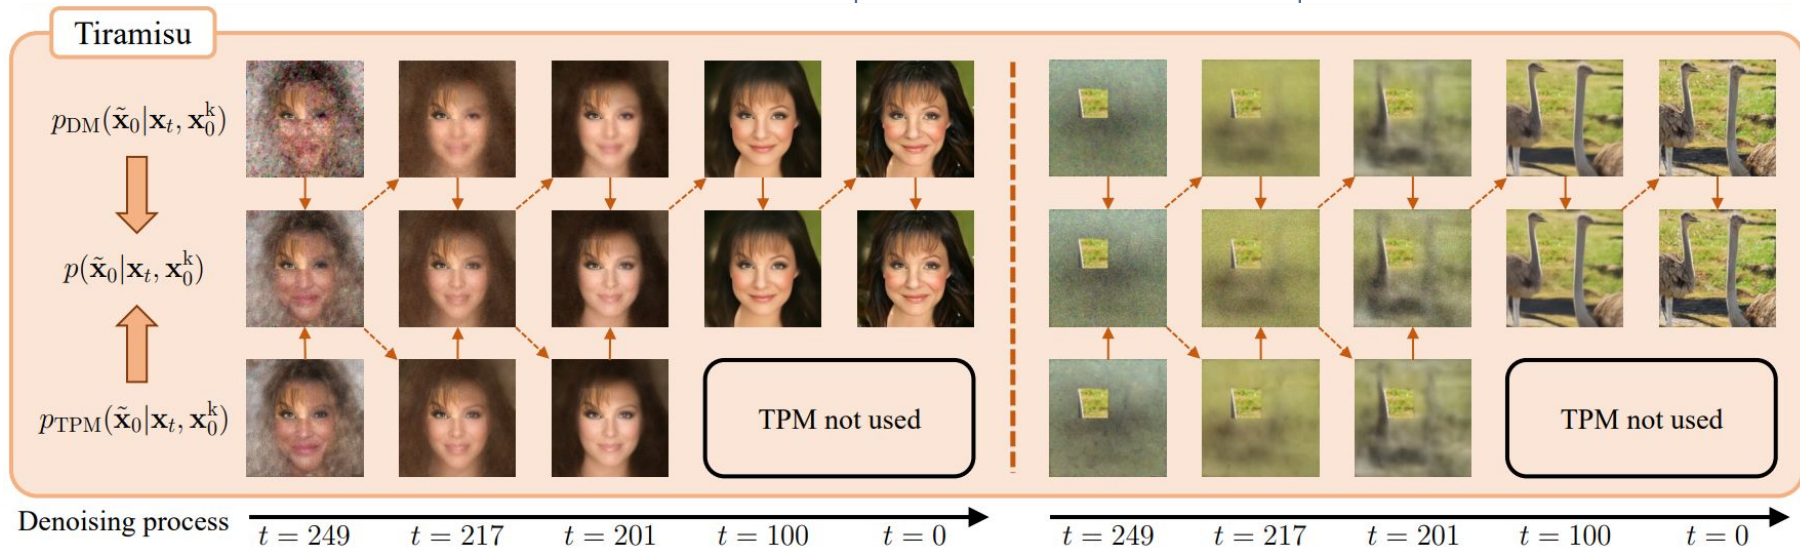 Tiramisu
p_DM(x̃_0|x_t, x_0^k)
p(x̃_0|x_t, x_0^k)
p_TPM(x̃_0|x_t, x_0^k)
TPM not used
TPM not used
Denoising process
t = 249 t = 217 t = 201 t = 100 t = 0
t = 249 t = 217 t = 201 t = 100 t = 0